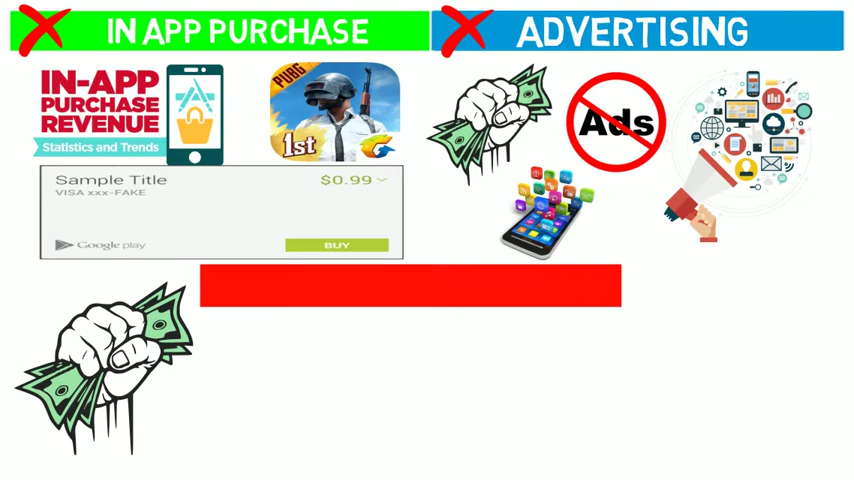 IN APP PURCHASE
ADVERTISING
IN-APP
PURCHASE
REVENUE
Statistics and Trends
PUBG
1st
Ads
Sample Title
$0.99
VISA xxx-FAKE
Google play
BUY